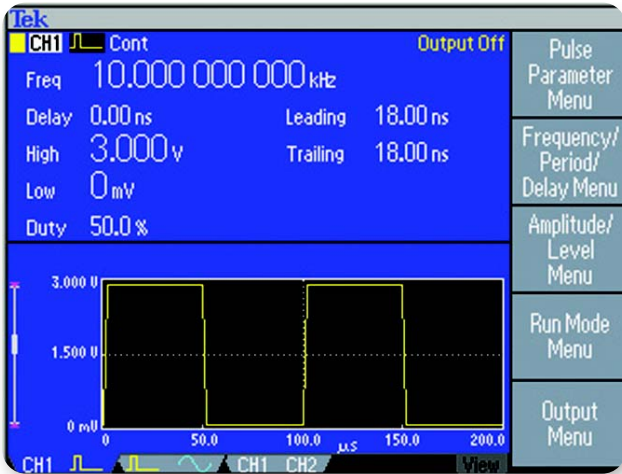 Tek
CH1 Cont Output Off
Freq 10.000 000 000 kHz
Delay 0.00 ns Leading 18.00 ns
High 3.000 V Trailing 18.00 ns
Low 0 mV
Duty 50.0 %
3.000 U
1.500 U
0 mU
0 50.0 100.0 µs 150.0 200.0
CH1 CH1 CH2 View
Pulse
Parameter
Menu
Frequency/
Period/
Delay Menu
Amplitude/
Level
Menu
Run Mode
Menu
Output
Menu